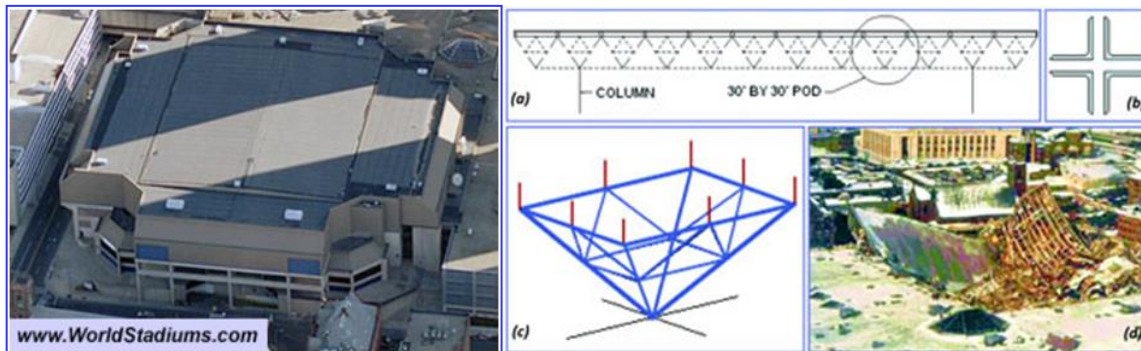 www.WorldStadiums.com
(a)
COLUMN
30' BY 30' POD
(b)
(c)
(d)